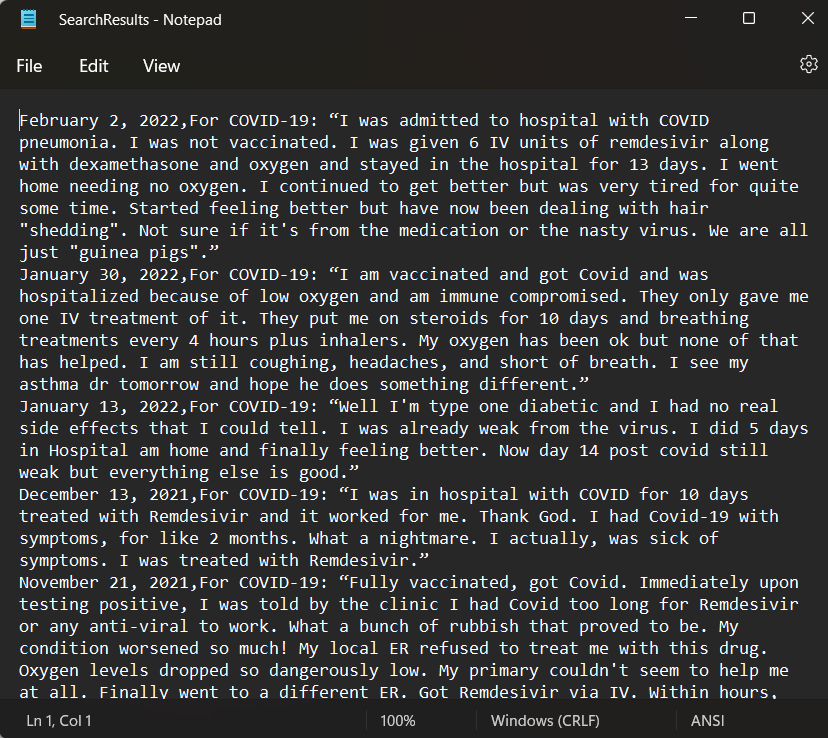 SearchResults - Notepad
File Edit View
February 2, 2022,For COVID-19: “I was admitted to hospital with COVID
pneumonia. I was not vaccinated. I was given 6 IV units of remdesivir along
with dexamethasone and oxygen and stayed in the hospital for 13 days. I went
home needing no oxygen. I continued to get better but was very tired for quite
some time. Started feeling better but have now been dealing with hair
"shedding". Not sure if it's from the medication or the nasty virus. We are all
just "guinea pigs".”
January 30, 2022,For COVID-19: “I am vaccinated and got Covid and was
hospitalized because of low oxygen and am immune compromised. They only gave me
one IV treatment of it. They put me on steroids for 10 days and breathing
treatments every 4 hours plus inhalers. My oxygen has been ok but none of that
has helped. I am still coughing, headaches, and short of breath. I see my
asthma dr tomorrow and hope he does something different.”
January 13, 2022,For COVID-19: “Well I'm type one diabetic and I had no real
side effects that I could tell. I was already weak from the virus. I did 5 days
in Hospital am home and finally feeling better. Now day 14 post covid still
weak but everything else is good.”
December 13, 2021,For COVID-19: “I was in hospital with COVID for 10 days
treated with Remdesivir and it worked for me. Thank God. I had Covid-19 with
symptoms, for like 2 months. What a nightmare. I actually, was sick of
symptoms. I was treated with Remdesivir.”
November 21, 2021,For COVID-19: “Fully vaccinated, got Covid. Immediately upon
testing positive, I was told by the clinic I had Covid too long for Remdesivir
or any anti-viral to work. What a bunch of rubbish that proved to be. My
condition worsened so much! My local ER refused to treat me with this drug.
Oxygen levels dropped so dangerously low. My primary couldn't seem to help me
at all. Finally went to a different ER. Got Remdesivir via IV. Within hours,
Ln 1, Col 1 100% Windows (CRLF) ANSI